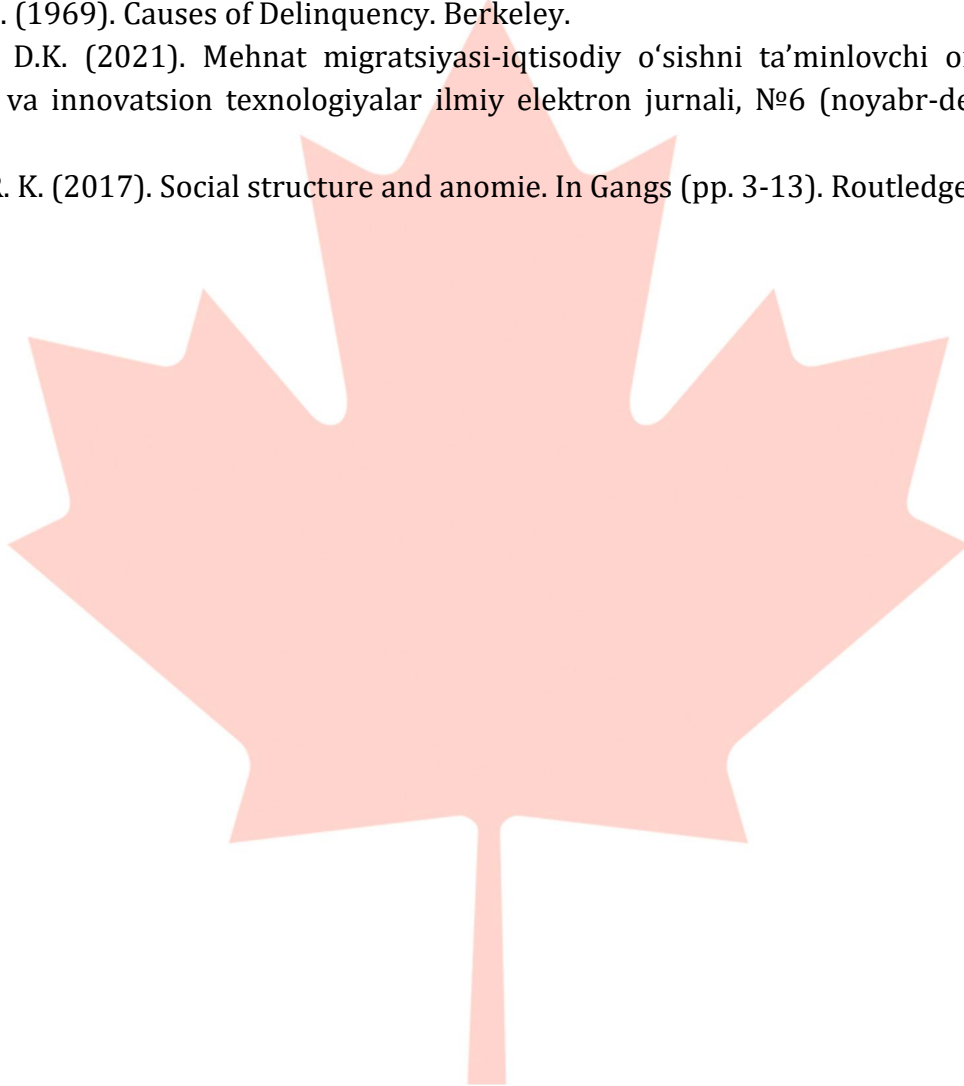 . (1969). Causes of Delinquency. Berkeley.
D.K. (2021). Mehnat migratsiyasi-iqtisodiy o‘sishni ta’minlovchi
va innovatsion texnologiyalar ilmiy elektron jurnali, №6 (noyabr-de
R. K. (2017). Social structure and anomie. In Gangs (pp. 3-13). Routledge